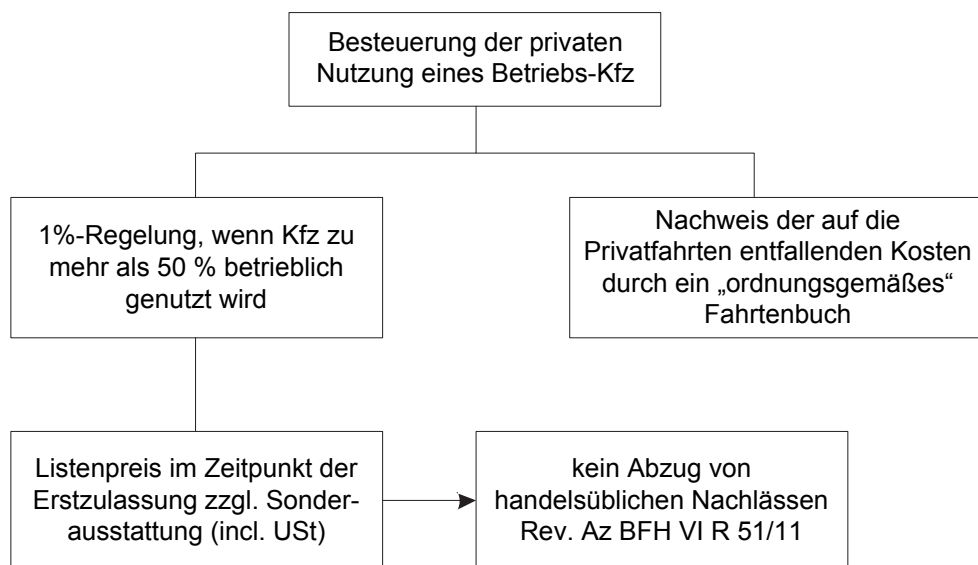 Besteuerung der privaten
Nutzung eines Betriebs-Kfz
1%-Regelung, wenn Kfz zu
mehr als 50 % betrieblich
genutzt wird
Nachweis der auf die
Privatfahrten entfallenden Kosten
durch ein „ordnungsgemäßes“
Fahrtenbuch
Listenpreis im Zeitpunkt der
Erstzulassung zzgl. Sonder-
ausstattung (incl. USt)
kein Abzug von
handelsüblichen Nachlässen
Rev. Az BFH VI R 51/11